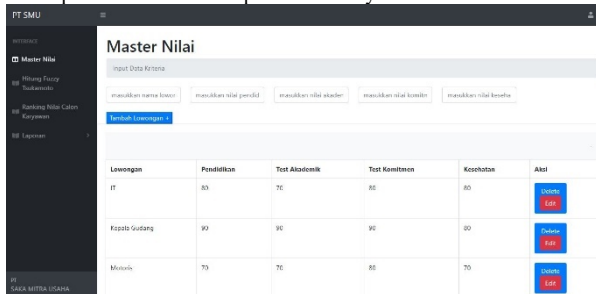 PT SMU
INTERFACE
Master Nilai
Hitung Fuzzy
Tsukamoto
Ranking Nilai Calon
Karyawan
Laporan
PT
SAKA MITRA USAHA
Master Nilai
Input Data Kriteria
masukkan nama lowon
masukkan nilai pendid
masukkan nilai akader
masukkan nilai komitm
masukkan nilai keseha
Tambah Lowongan +
Lowongan Pendidikan Test Akademik Test Komitmen Kesehatan Aksi
IT 80 70 80 80 Delete
Edit
Kepala Gudang 90 90 90 80 Delete
Edit
Motoris 70 70 80 70 Delete
Edit